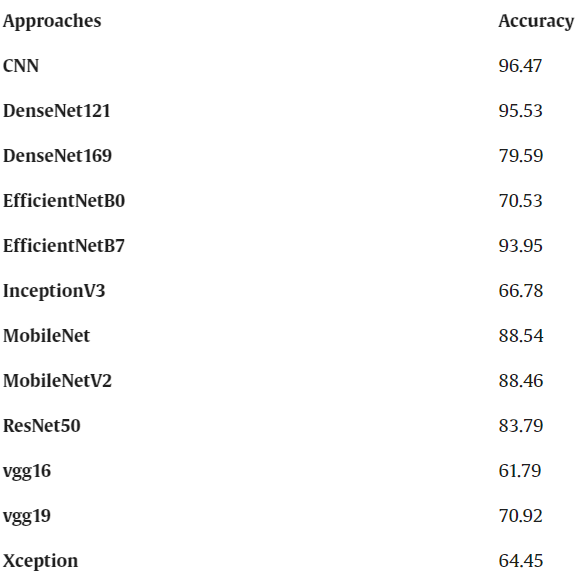 Approaches Accuracy
CNN 96.47
DenseNet121 95.53
DenseNet169 79.59
EfficientNetB0 70.53
EfficientNetB7 93.95
InceptionV3 66.78
MobileNet 88.54
MobileNetV2 88.46
ResNet50 83.79
vgg16 61.79
vgg19 70.92
Xception 64.45